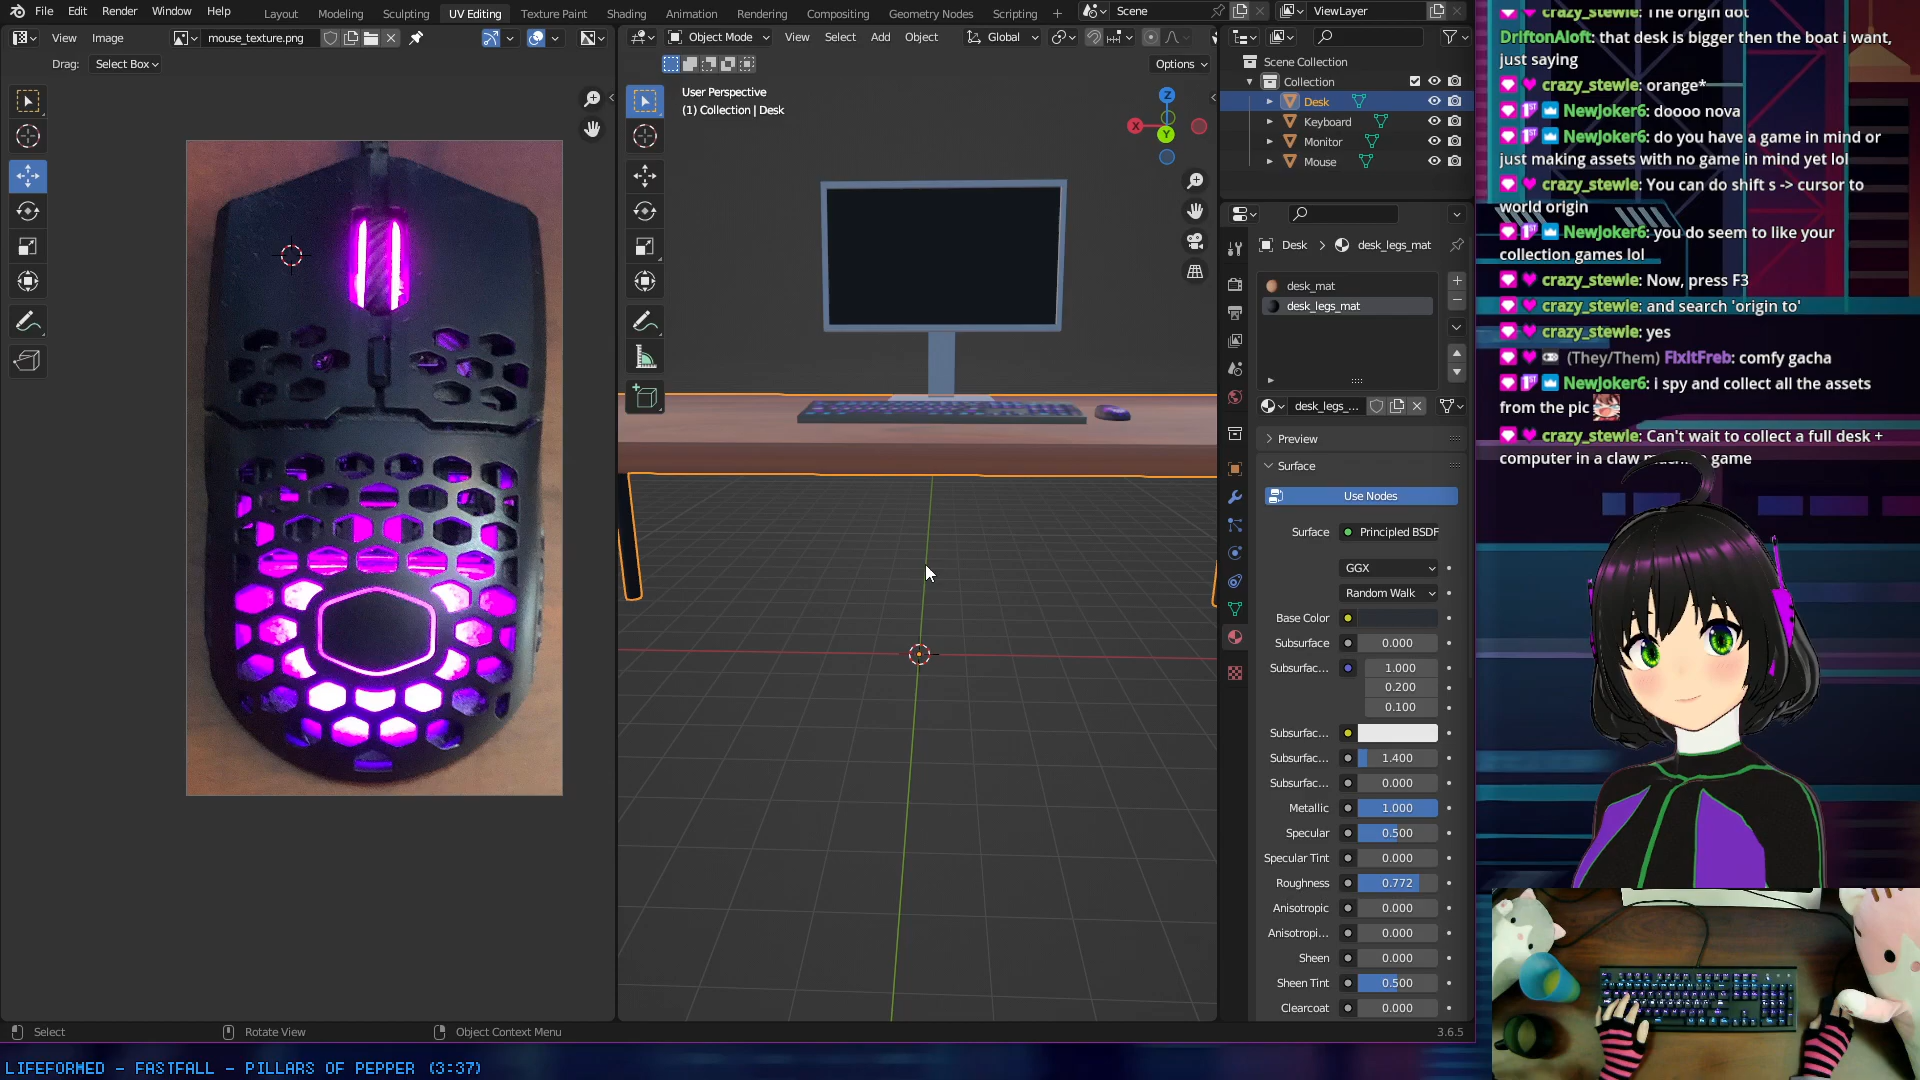 File Edit Render Window Help
Layout Modeling Sculpting UV Editing Texture Paint Shading Animation Rendering Compositing Geometry Nodes Scripting +
Scene
ViewLayer
View Image
mouse_texture.png
Drag: Select Box
Object Mode View Select Add Object Global
Options
User Perspective
(1) Collection | Desk
Z
X
Y
Scene Collection
Collection
Desk
Keyboard
Monitor
Mouse
Desk > desk_legs_mat
desk_mat
desk_legs_mat
desk_legs_...
Preview
Surface
Use Nodes
Surface Principled BSDF
GGX
Random Walk
Base Color
Subsurface 0.000
Subsurfac... 1.000
0.200
0.100
Subsurfac...
Subsurfac... 1.400
Subsurfac... 0.000
Metallic 1.000
Specular 0.500
Specular Tint 0.000
Roughness 0.772
Anisotropic 0.000
Anisotropi... 0.000
Sheen 0.000
Sheen Tint 0.500
Clearcoat 0.000
Select Rotate View Object Context Menu
3.6.5
crazy_stewie: The origin dot
DriftonAloft: that desk is bigger then the boat i want,
just saying
crazy_stewie: orange*
NewJoker6: doooo nova
NewJoker6: do you have a game in mind or
just making assets with no game in mind yet lol
crazy_stewie: You can do shift s -> cursor to
world origin
NewJoker6: you do seem to like your
collection games lol
crazy_stewie: Now, press F3
crazy_stewie: and search 'origin to'
crazy_stewie: yes
(They/Them) FixitFreb: comfy gacha
NewJoker6: i spy and collect all the assets
from the pic
crazy_stewie: Can't wait to collect a full desk +
computer in a claw machine game
LIFEFORMED - FASTFALL - PILLARS OF PEPPER (3:37)